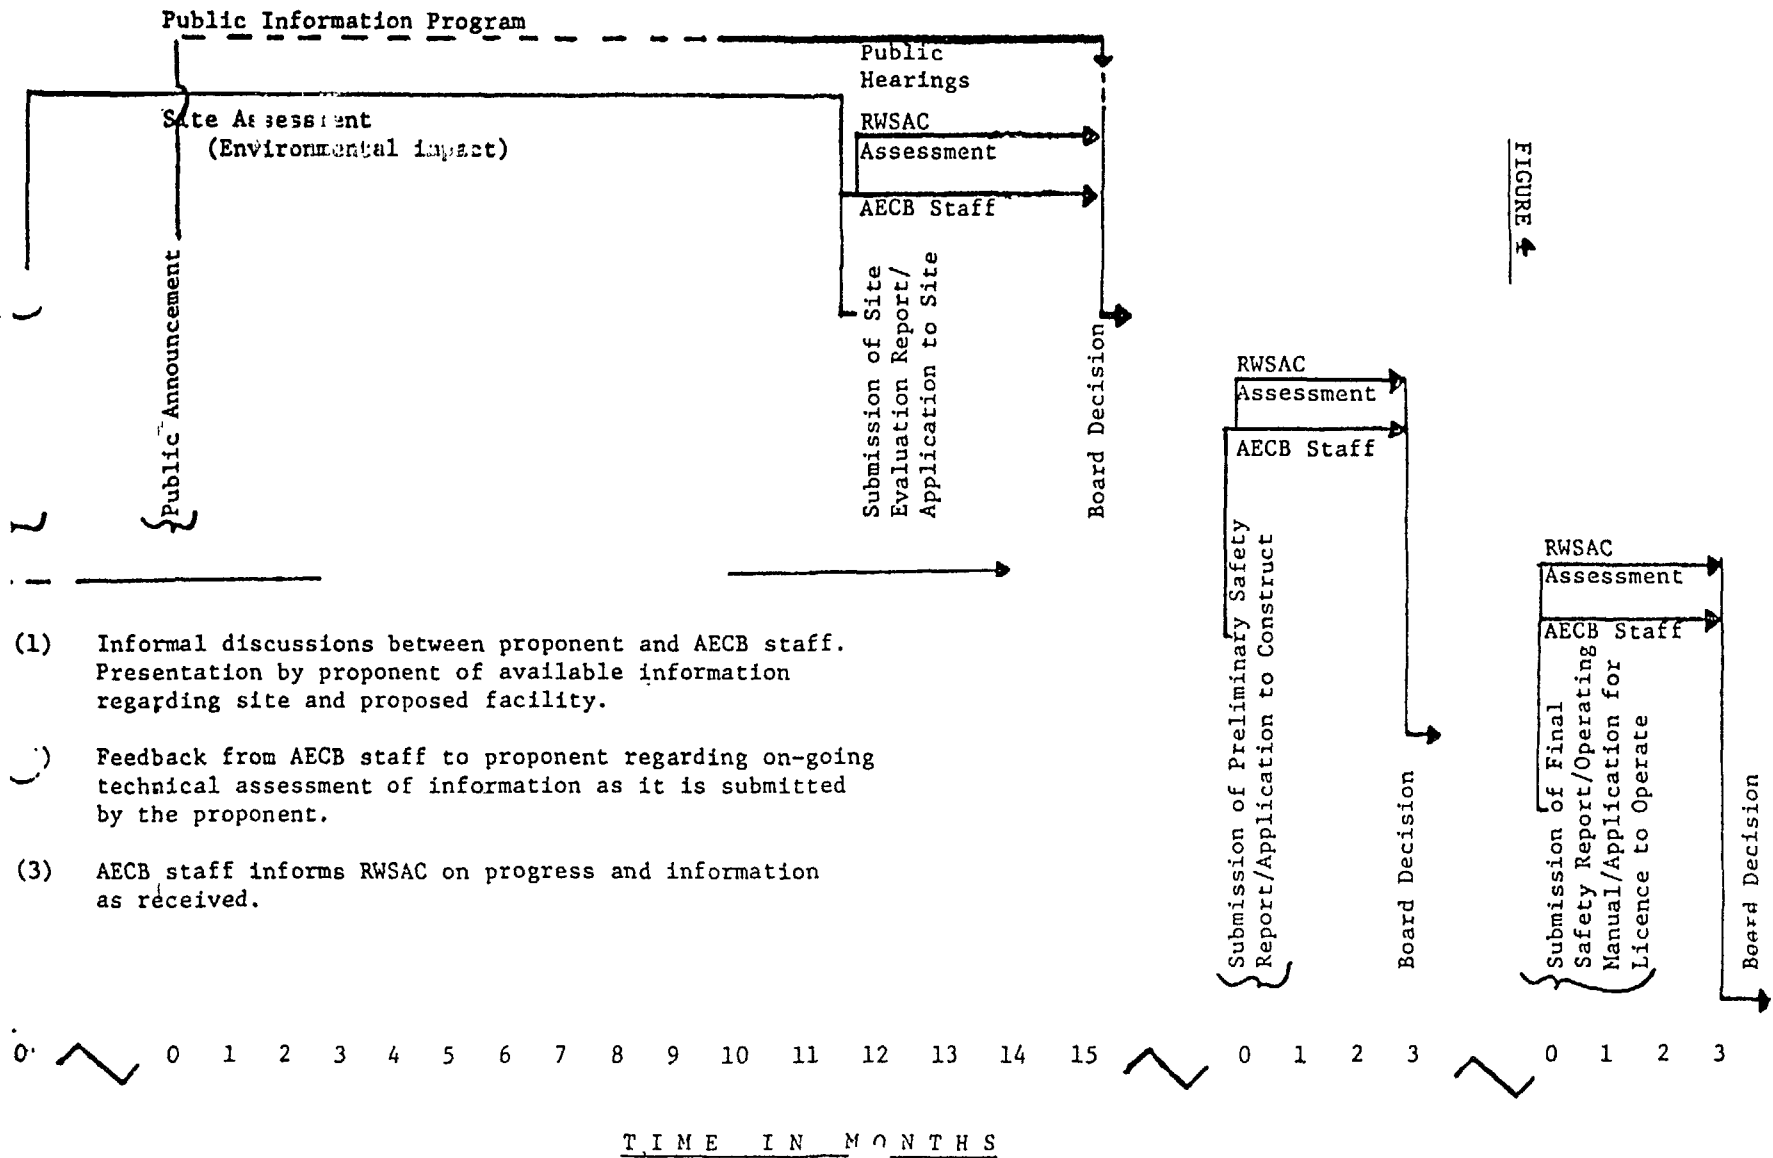 Public Information Program
Public
Hearings
Site Assessment
(Environmental impact)
RWSAC
Assessment
AECB Staff
FIGURE 4
Public Announcement
Submission of Site
Evaluation Report/
Application to Site
Board Decision
RWSAC
Assessment
AECB Staff
Submission of Preliminary Safety
Report/Application to Construct
Board Decision
RWSAC
Assessment
AECB Staff
Submission of Final
Safety Report/Operating
Manual/Application for
Licence to Operate
Board Decision
(1) Informal discussions between proponent and AECB staff.
Presentation by proponent of available information
regarding site and proposed facility.
Feedback from AECB staff to proponent regarding on-going
technical assessment of information as it is submitted
by the proponent.
(3) AECB staff informs RWSAC on progress and information
as received.
0 0 1 2 3 4 5 6 7 8 9 10 11 12 13 14 15 0 1 2 3 0 1 2 3
TIME IN MONTHS